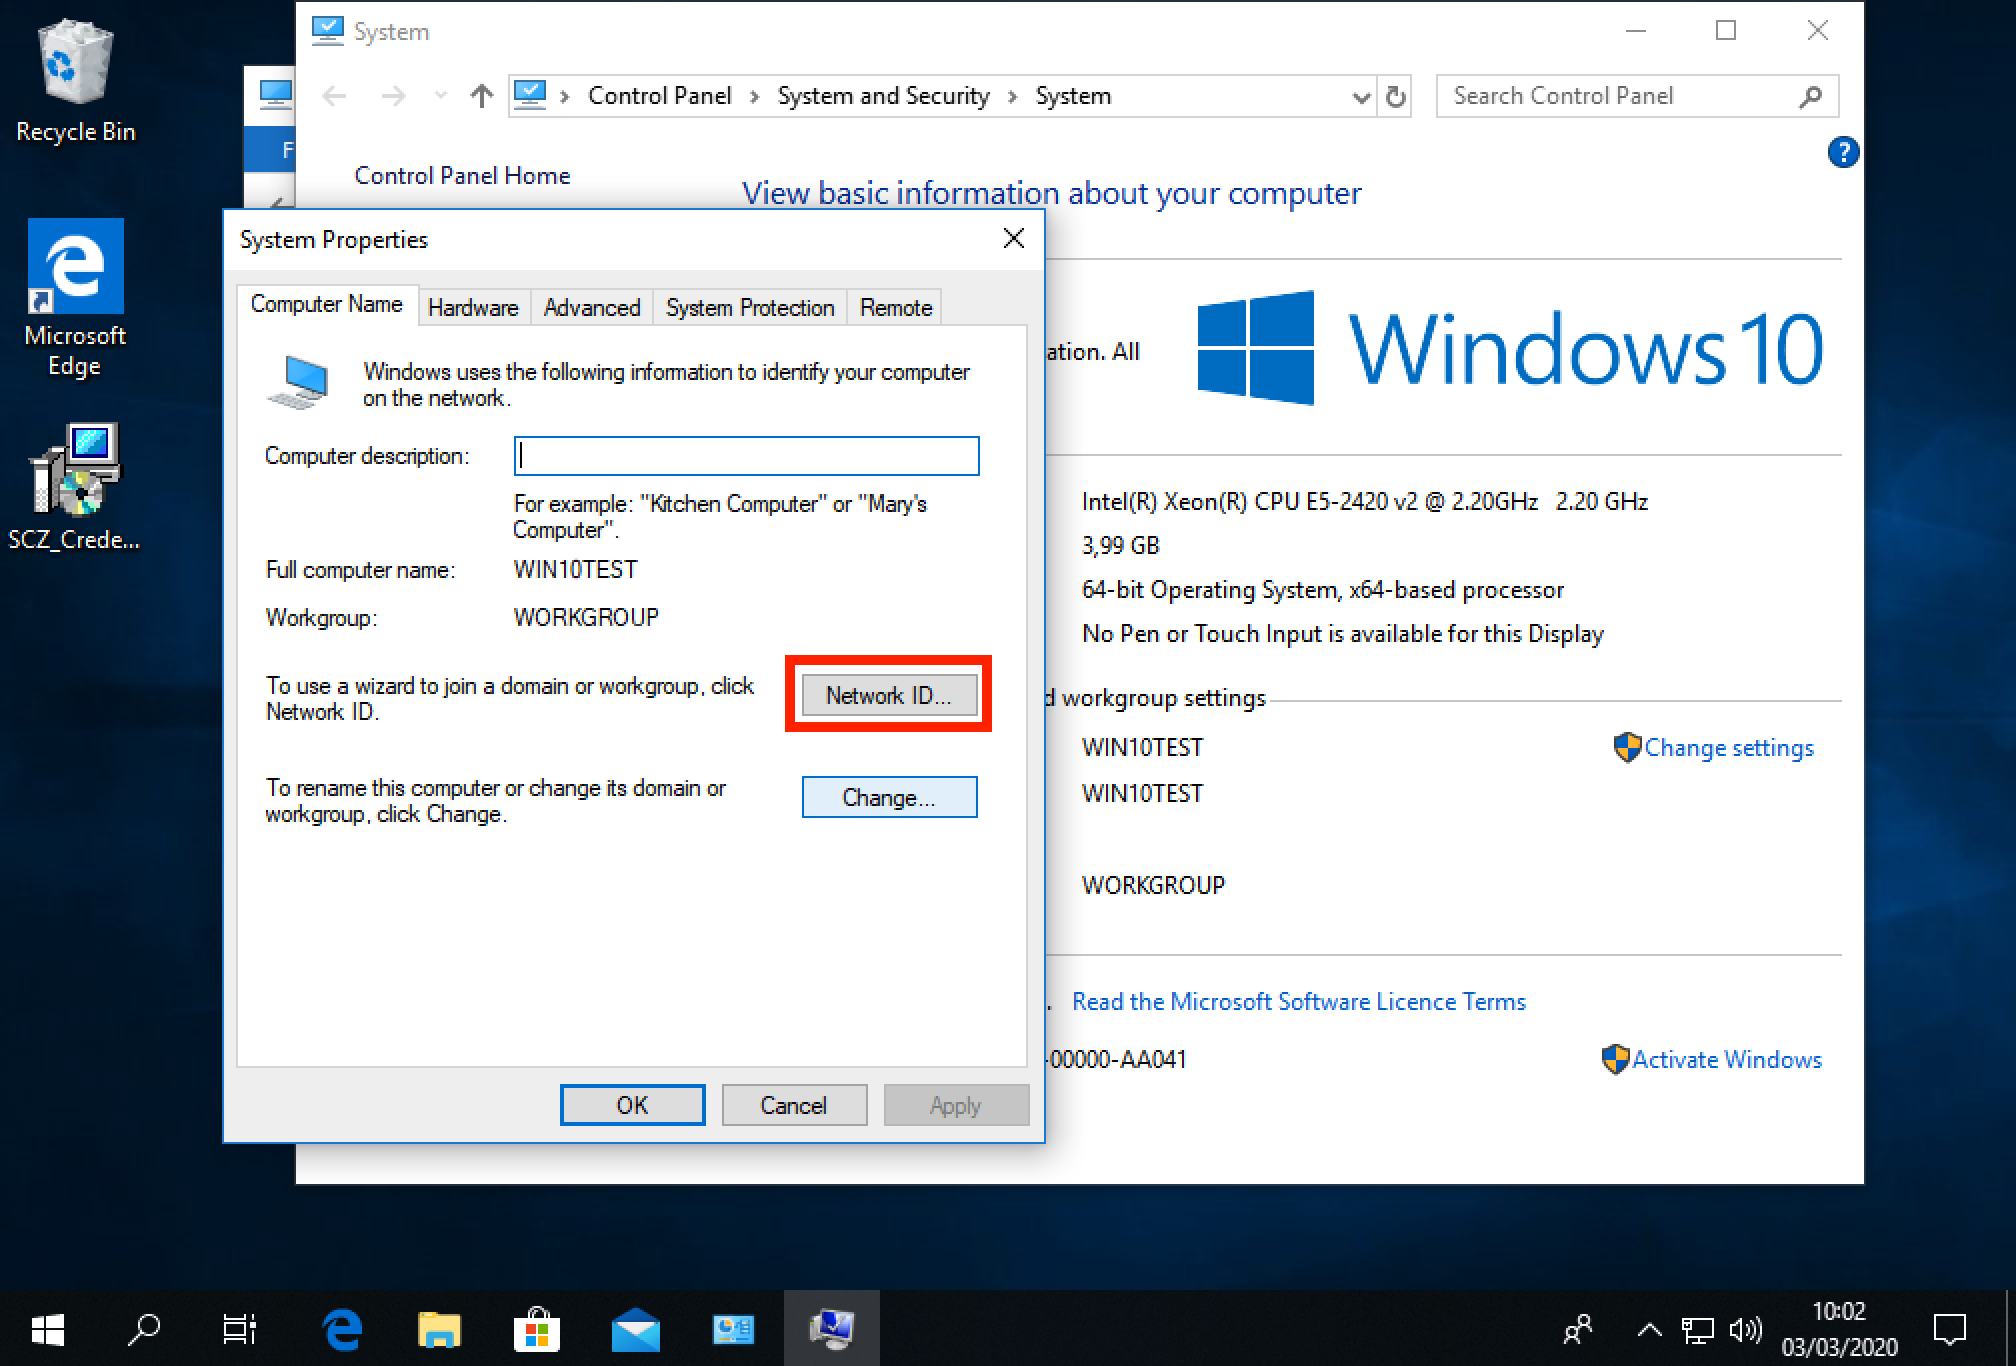 Recycle Bin
Microsoft
Edge
SCZ_Crede...
System
Control Panel
System and Security
System
Search Control Panel
F
?
Control Panel Home
View basic information about your computer
ation. All
Windows 10
Intel(R) Xeon(R) CPU E5-2420 v2 @ 2.20GHz 2.20 GHz
3,99 GB
64-bit Operating System, x64-based processor
No Pen or Touch Input is available for this Display
d workgroup settings
WIN10TEST
Change settings
WIN10TEST
WORKGROUP
. Read the Microsoft Software Licence Terms
-00000-AA041
Activate Windows
System Properties
Computer Name
Hardware
Advanced
System Protection
Remote
Windows uses the following information to identify your computer
on the network.
Computer description:
For example: "Kitchen Computer" or "Mary's
Computer".
Full computer name:
WIN10TEST
Workgroup:
WORKGROUP
To use a wizard to join a domain or workgroup, click
Network ID.
Network ID...
To rename this computer or change its domain or
workgroup, click Change.
Change...
OK
Cancel
Apply
10:02
03/03/2020